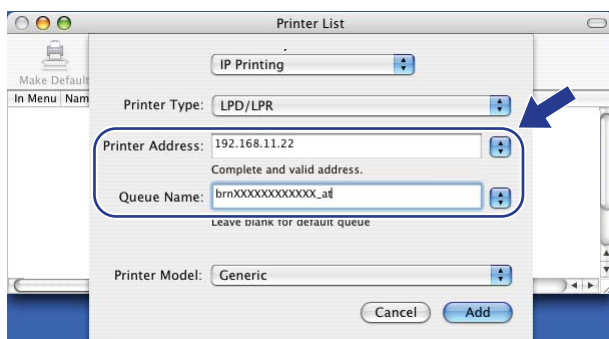 Printer List
IP Printing
Make Default
In Menu Nam
Printer Type: LPD/LPR
Printer Address: 192.168.11.22
Complete and valid address.
Queue Name: brnXXXXXXXXXXXX_at
Leave blank for default queue
Printer Model: Generic
Cancel Add